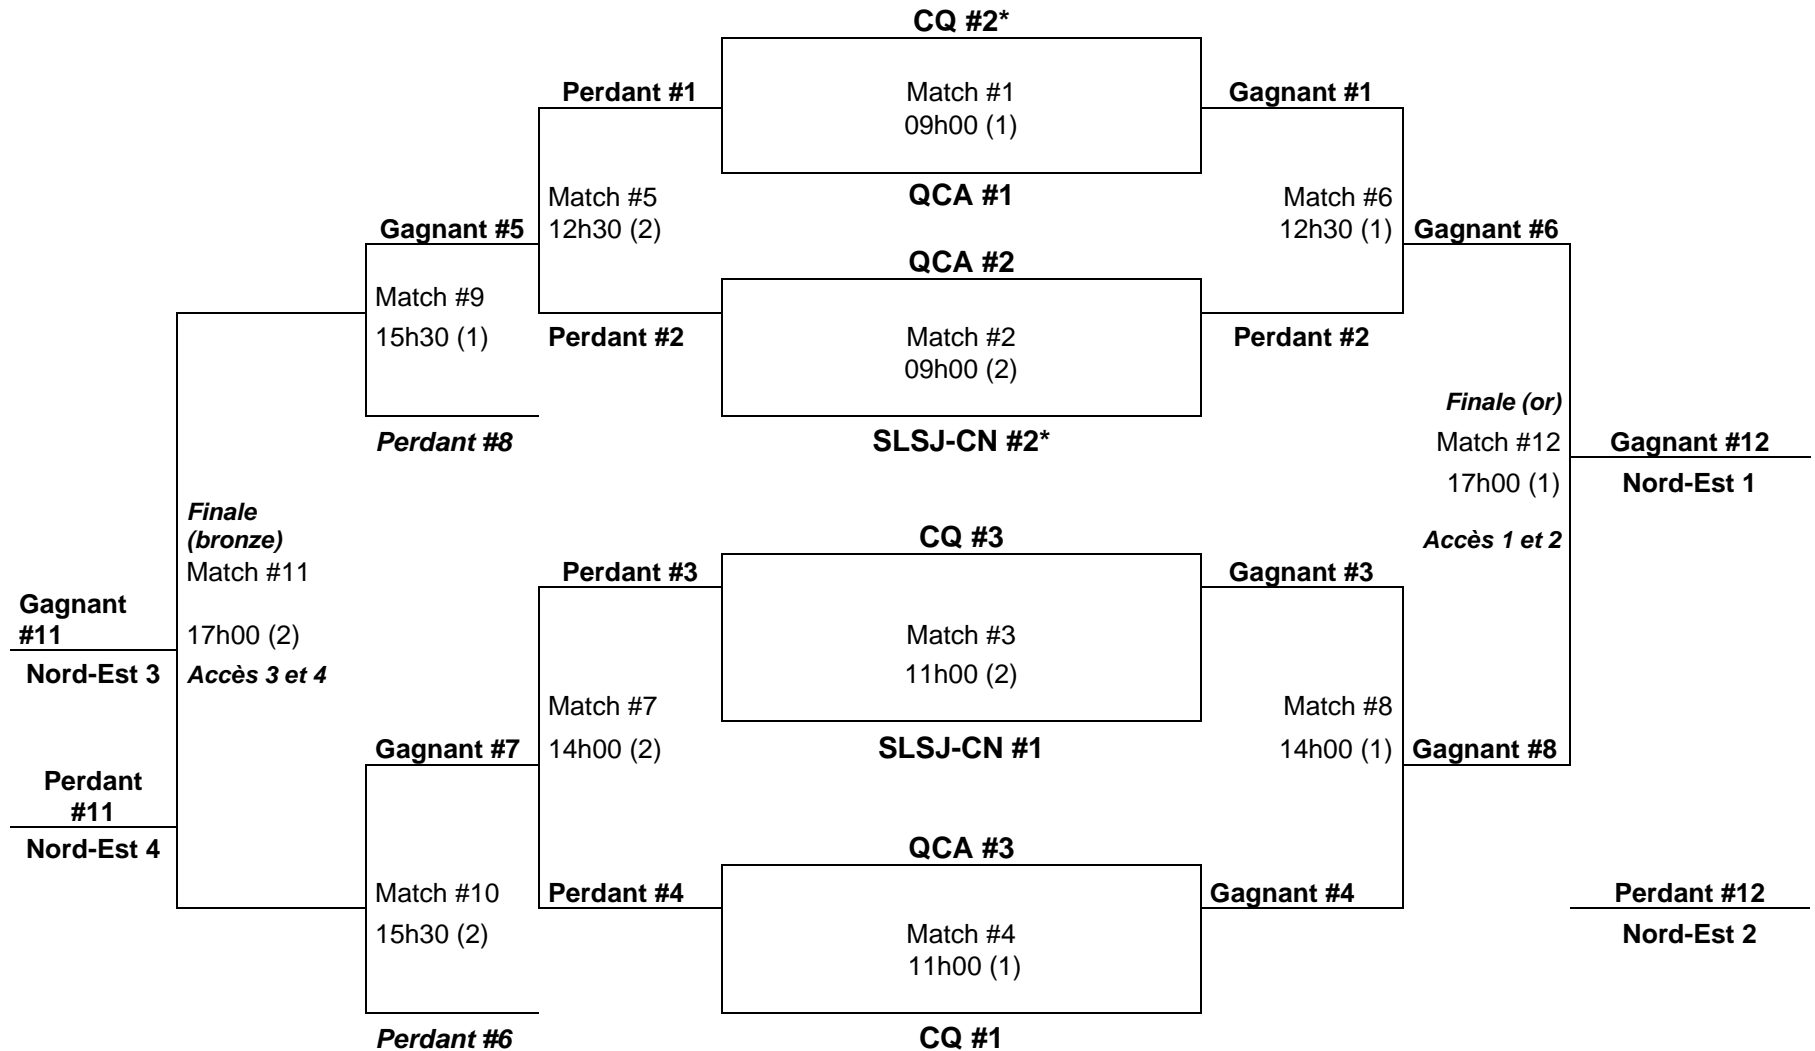 CQ #2*
Perdant #1
Match #1
09h00 (1)
Gagnant #1
QCA #1
Match #5
12h30 (2)
Gagnant #5
Match #6
12h30 (1)
Gagnant #6
QCA #2
Match #9
15h30 (1)
Perdant #2
Match #2
09h00 (2)
Perdant #2
Perdant #8
SLSJ-CN #2*
Finale (or)
Match #12
17h00 (1)
Accès 1 et 2
Gagnant #12
Nord-Est 1
Finale
(bronze)
Match #11
17h00 (2)
Accès 3 et 4
Gagnant
#11
Nord-Est 3
CQ #3
Perdant #3
Match #3
11h00 (2)
Gagnant #3
SLSJ-CN #1
Match #7
14h00 (2)
Gagnant #7
Match #8
14h00 (1)
Gagnant #8
Perdant
#11
Nord-Est 4
QCA #3
Match #10
15h30 (2)
Perdant #4
Match #4
11h00 (1)
Gagnant #4
Perdant #12
Nord-Est 2
Perdant #6
CQ #1